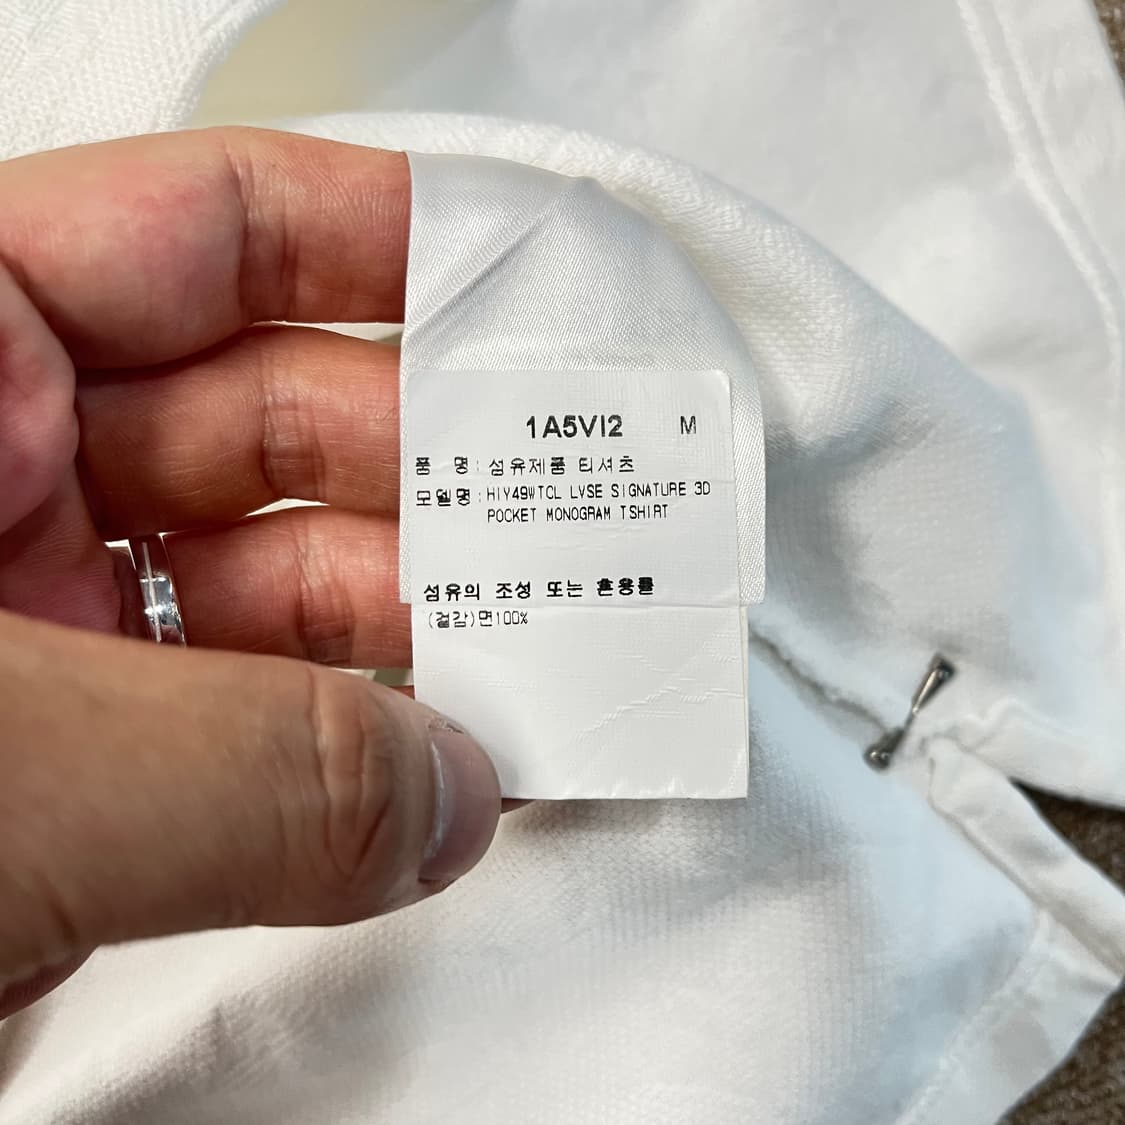 1A5VI2 M
품 명 : 섬유제품 티셔츠
모델명 : HIY49WTCL LVSE SIGNATURE 3D
POCKET MONOGRAM TSHIRT
섬유의 조성 또는 혼용률
(겉감)면100%